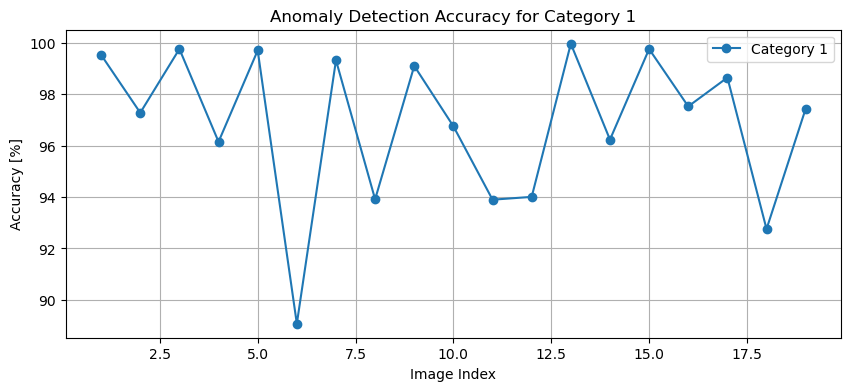 Anomaly Detection Accuracy for Category 1
Category 1
Accuracy [%]
100
98
96
94
92
90
2.5 5.0 7.5 10.0 12.5 15.0 17.5
Image Index